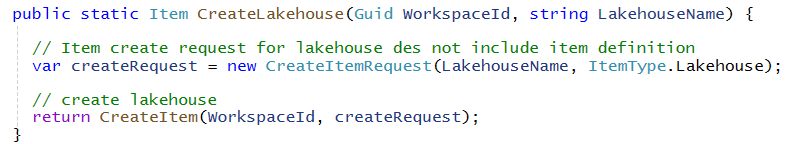 public static Item CreateLakehouse(Guid WorkspaceId, string LakehouseName) {
// Item create request for lakehouse des not include item definition
var createRequest = new CreateItemRequest(LakehouseName, ItemType.Lakehouse);
// create lakehouse
return CreateItem(WorkspaceId, createRequest);
}